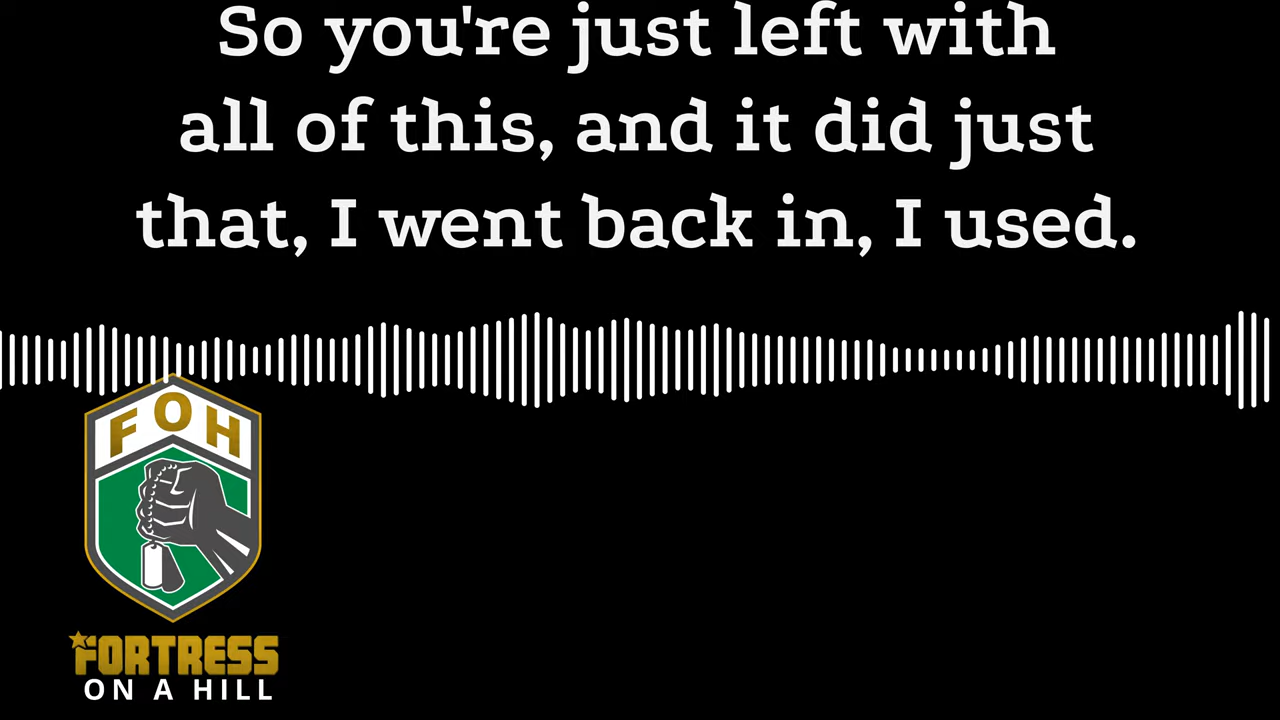 So you're just left with
all of this, and it did just
that, I went back in, I used.
FOH
FORTRESS
ON A HILL